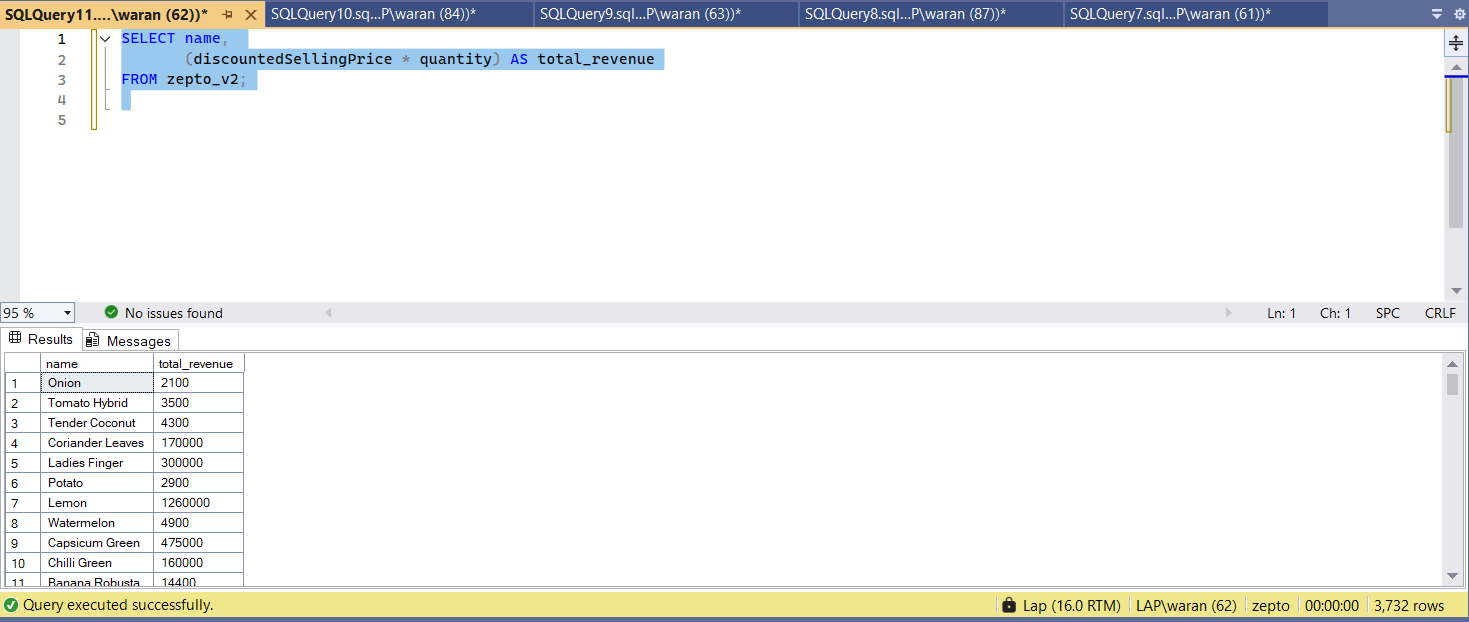 SQLQuery11....\waran (62))* SQLQuery10.sq...P\waran (84))* SQLQuery9.sql...P\waran (63))* SQLQuery8.sql...P\waran (87))* SQLQuery7.sql...P\waran (61))*
1 SELECT name,
2 (discountedSellingPrice * quantity) AS total_revenue
3 FROM zepto_v2;
4
5
95 % No issues found Ln: 1 Ch: 1 SPC CRLF
Results Messages
name total_revenue
1 Onion 2100
2 Tomato Hybrid 3500
3 Tender Coconut 4300
4 Coriander Leaves 170000
5 Ladies Finger 300000
6 Potato 2900
7 Lemon 1260000
8 Watermelon 4900
9 Capsicum Green 475000
10 Chilli Green 160000
11 Banana Robusta 14400
Query executed successfully. Lap (16.0 RTM) LAP\waran (62) zepto 00:00:00 3,732 rows